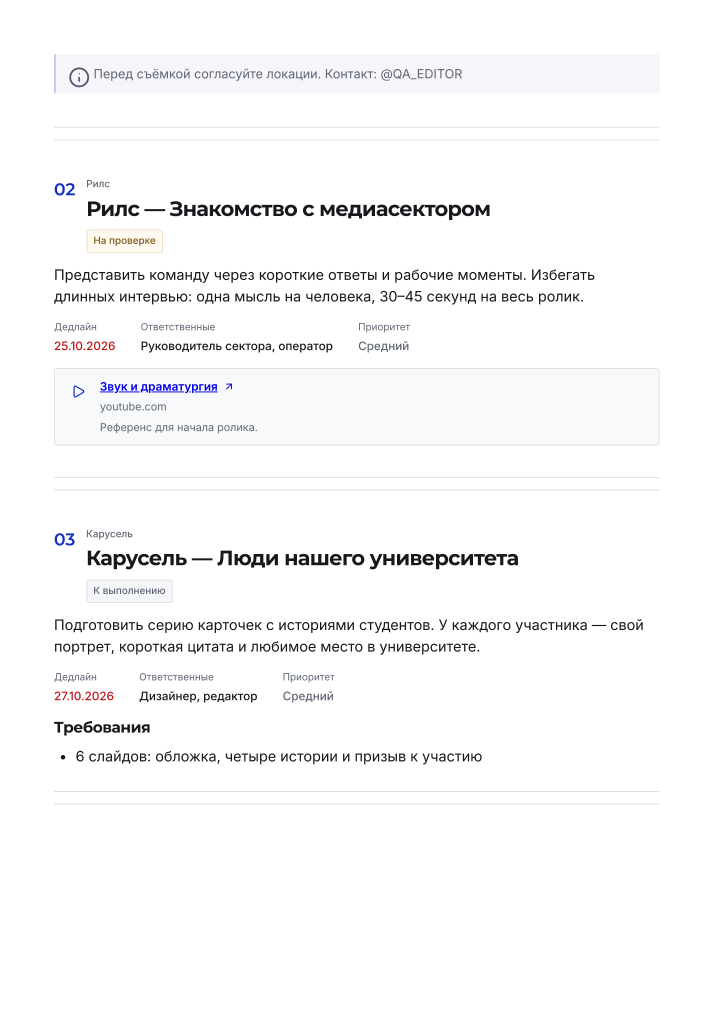 Перед съёмкой согласуйте локации. Контакт: @QA_EDITOR
02
Рилс
Рилс — Знакомство с медиасектором
На проверке
Представить команду через короткие ответы и рабочие моменты. Избегать
длинных интервью: одна мысль на человека, 30–45 секунд на весь ролик.
Дедлайн Ответственные Приоритет
25.10.2026 Руководитель сектора, оператор Средний
Звук и драматургия ↗
youtube.com
Референс для начала ролика.
03
Карусель
Карусель — Люди нашего университета
К выполнению
Подготовить серию карточек с историями студентов. У каждого участника — свой
портрет, короткая цитата и любимое место в университете.
Дедлайн Ответственные Приоритет
27.10.2026 Дизайнер, редактор Средний
Требования
• 6 слайдов: обложка, четыре истории и призыв к участию